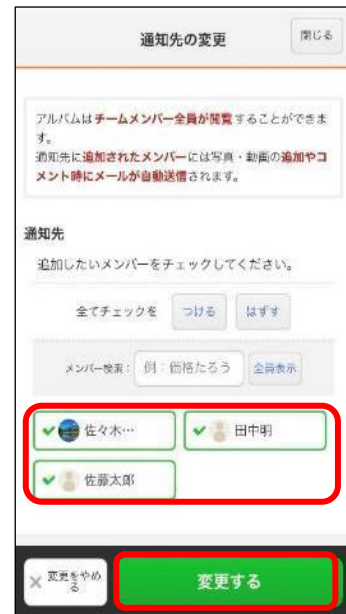 通知先の変更
閉じる
アルバムはチームメンバー全員が閲覧することができま
す。
通知先に追加されたメンバーには写真・動画の追加やコ
メント時にメールが自動送信されます。
通知先
追加したいメンバーをチェックしてください。
全てチェックを つける はずす
メンバー検索： 例：価格たろう 全員表示
佐々木… 田中明
佐藤太郎
× 変更をやめ
る
変更する